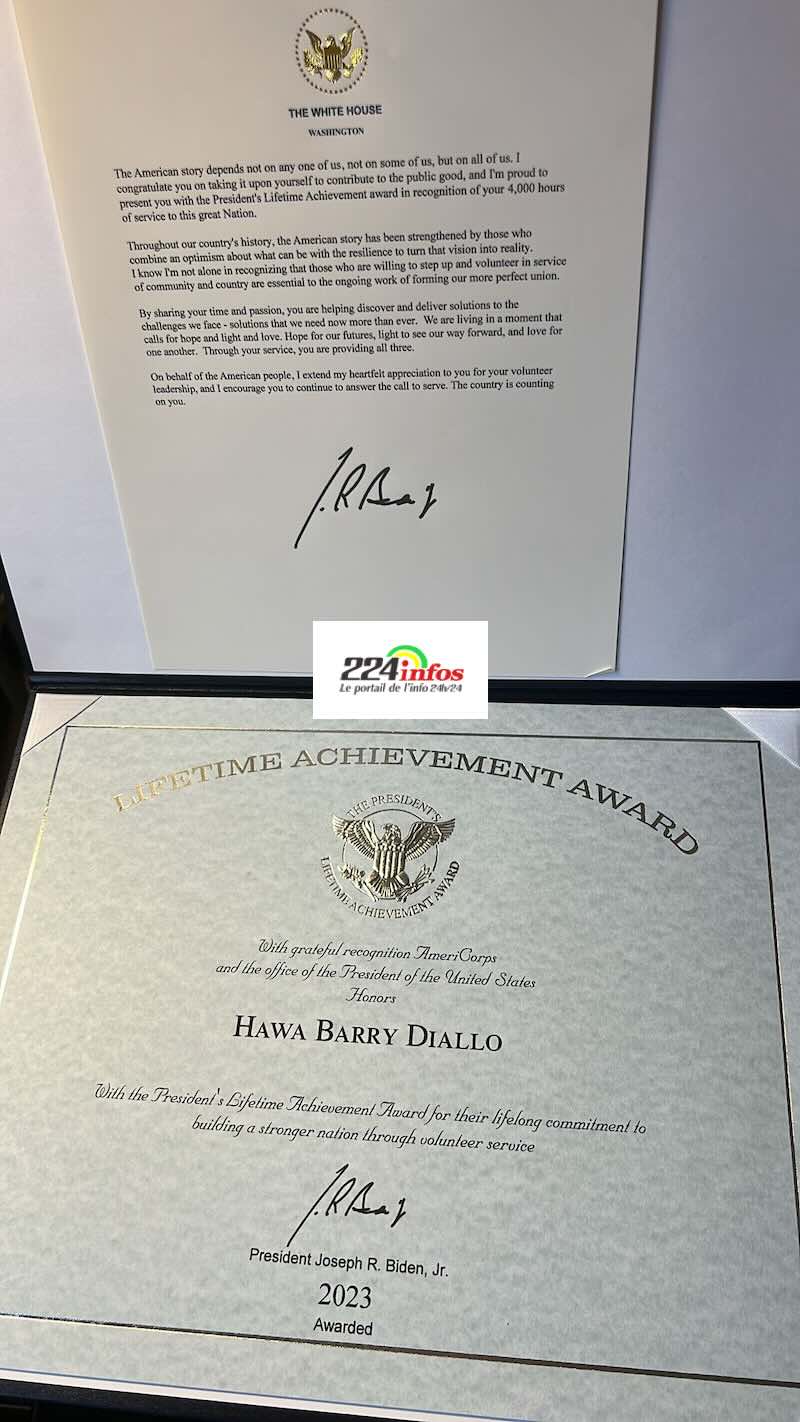 THE WHITE HOUSE
WASHINGTON
The American story depends not on any one of us, not on some of us, but on all of us. I
congratulate you on taking it upon yourself to contribute to the public good, and I'm proud to
present you with the President's Lifetime Achievement award in recognition of your 4,000 hours
of service to this great Nation.
Throughout our country's history, the American story has been strengthened by those who
combine an optimism about what can be with the resilience to turn that vision into reality.
I know I'm not alone in recognizing that those who are willing to step up and volunteer in service
of community and country are essential to the ongoing work of forming our more perfect union.
By sharing your time and passion, you are helping discover and deliver solutions to the
challenges we face - solutions that we need now more than ever. We are living in a moment that
calls for hope and light and love. Hope for our futures, light to see our way forward, and love for
one another. Through your service, you are providing all three.
On behalf of the American people, I extend my heartfelt appreciation to you for your volunteer
leadership, and I encourage you to continue to answer the call to serve. The country is counting
on you.
224infos
Le portail de l'info 24h/24
LIFETIME ACHIEVEMENT AWARD
THE PRESIDENT'S
LIFETIME ACHIEVEMENT AWARD
With grateful recognition AmeriCorps
and the office of the President of the United States
Honors
HAWA BARRY DIALLO
With the President's Lifetime Achievement Award for their lifelong commitment to
building a stronger nation through volunteer service
President Joseph R. Biden, Jr.
2023
Awarded